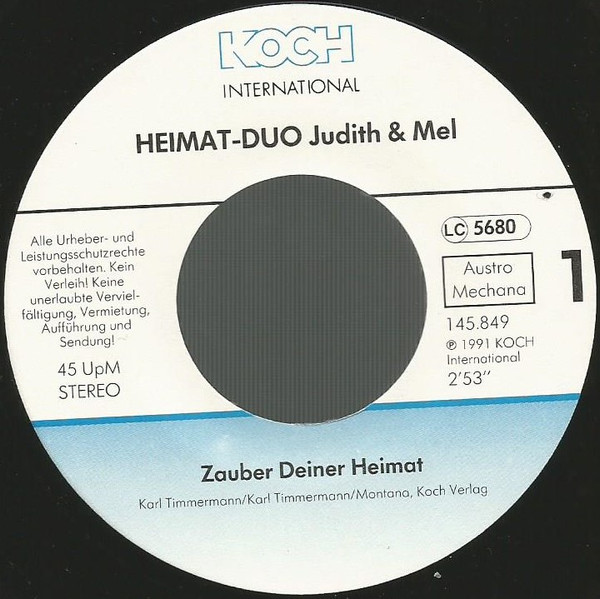 KOCH
INTERNATIONAL
HEIMAT-DUO Judith & Mel
Alle Urheber- und
Leistungsschutzrechte
vorbehalten. Kein
Verleih! Keine
unerlaubte Verviel-
fältigung, Vermietung,
Aufführung und
Sendung!
45 UpM
STEREO
LC 5680
1
Austro
Mechana
145.849
℗ 1991 KOCH
International
2'53''
Zauber Deiner Heimat
Karl Timmermann/Karl Timmermann/Montana, Koch Verlag